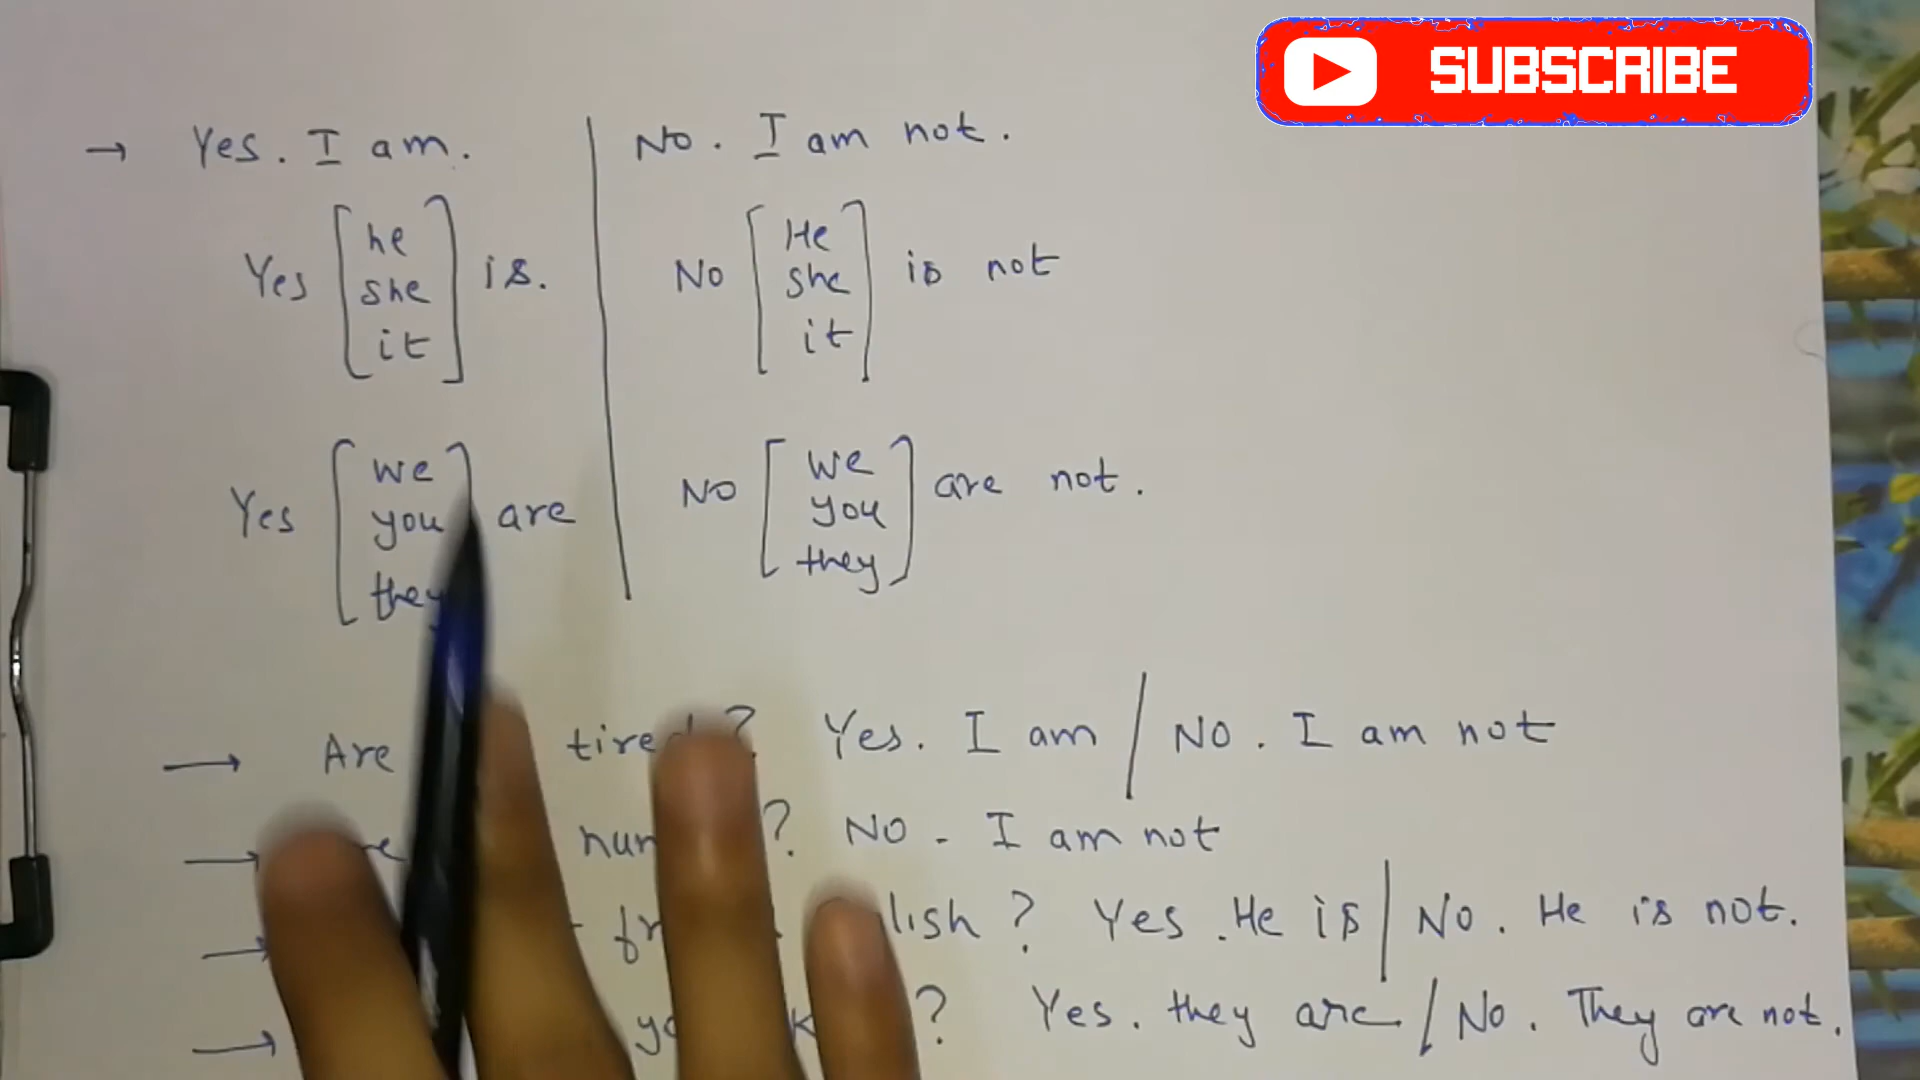 SUBSCRIBE
→ Yes. I am. | No. I am not.
he He
Yes she is. No she is not
it it
we we
Yes you are No you are not.
they they
→ Are tired? Yes. I am / No. I am not
→ ? No - I am not
→ ? Yes. He is / No. He is not.
→ ? Yes. they are / No. They are not.